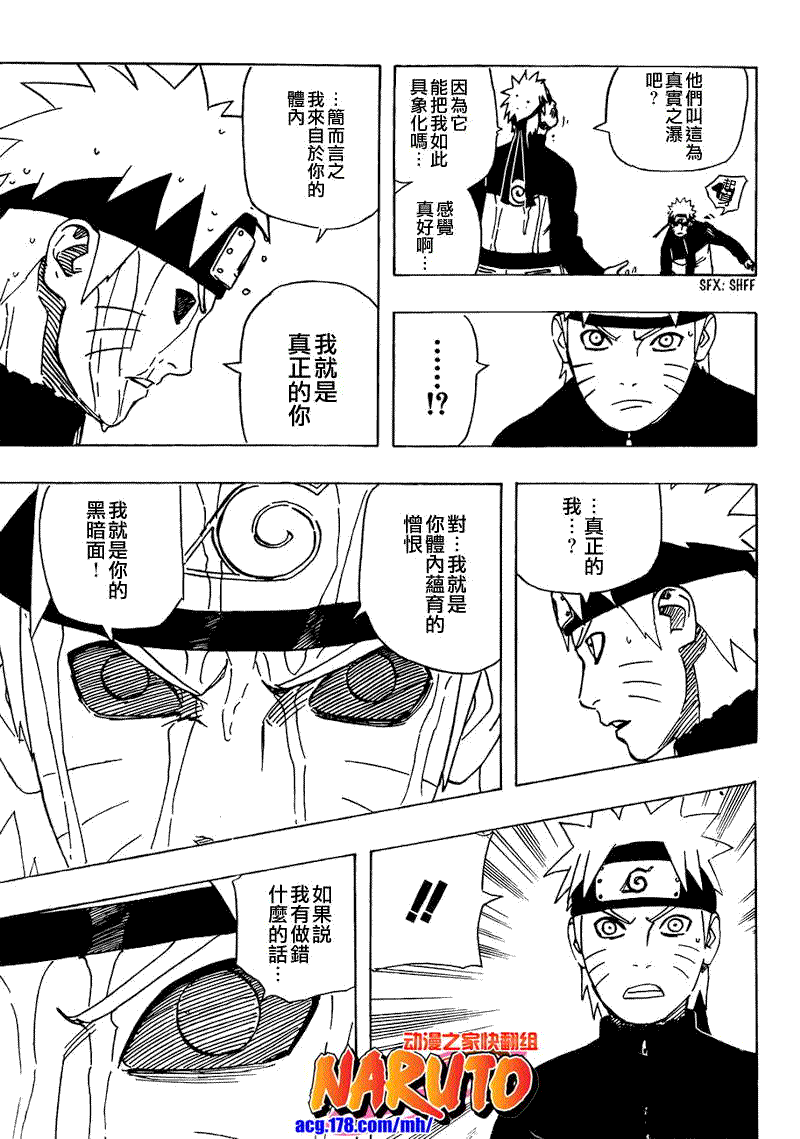 他們叫這為
真實之瀑
吧？
起身
因為它
能把我如此
具象化嗎…
感覺
真好啊…
SFX: SHFF
…簡而言之
我來自於你的
體內
……
!?
我就是
真正的你
…真正的
我…？
對…我就是
你體內蘊育的
憎恨
我就是你的
黑暗面！
!!
如果說
我有做錯
什麼的話…
动漫之家快翻组
NARUTO
acg.178.com/mh/